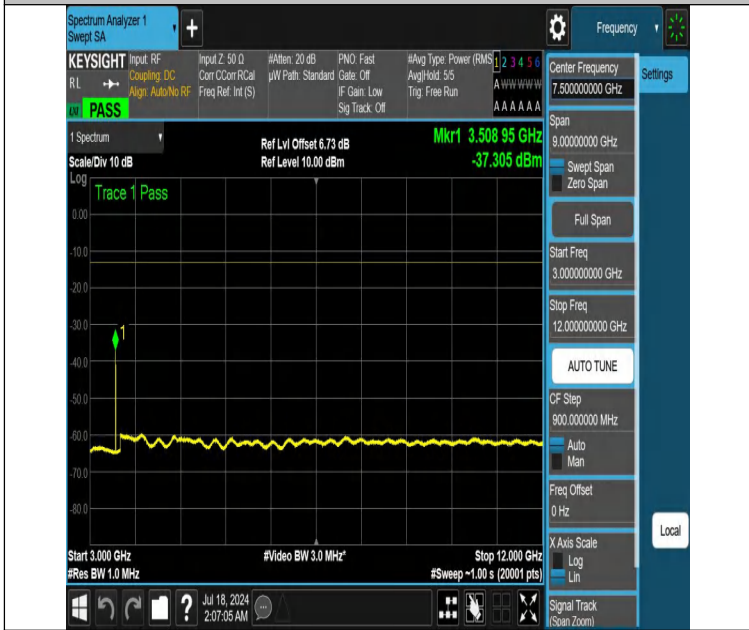 Spectrum Analyzer 1
Swept SA
+
Frequency
KEYSIGHT
RL
PASS
Input: RF
Coupling: DC
Align: Auto/No RF
Input Z: 50 Ω
Corr CCorr RCal
Freq Ref: Int (S)
#Atten: 20 dB
µW Path: Standard
PNO: Fast
Gate: Off
IF Gain: Low
Sig Track: Off
#Avg Type: Power (RMS
Avg|Hold: 5/5
Trig: Free Run
1 2 3 4 5 6
A W W W W W
A A A A A A
1 Spectrum
Scale/Div 10 dB
Ref Lvl Offset 6.73 dB
Ref Level 10.00 dBm
Mkr1 3.508 95 GHz
-37.305 dBm
Log
Trace 1 Pass
0.00
-10.0
-20.0
-30.0
1
-40.0
-50.0
-60.0
-70.0
-80.0
Start 3.000 GHz
#Res BW 1.0 MHz
#Video BW 3.0 MHz*
Stop 12.000 GHz
#Sweep ~1.00 s (20001 pts)
?
Jul 18, 2024
2:07:05 AM
Center Frequency
7.500000000 GHz
Settings
Span
9.00000000 GHz
Swept Span
Zero Span
Full Span
Start Freq
3.000000000 GHz
Stop Freq
12.000000000 GHz
AUTO TUNE
CF Step
900.000000 MHz
Auto
Man
Freq Offset
0 Hz
X Axis Scale
Log
Lin
Local
Signal Track
(Span Zoom)